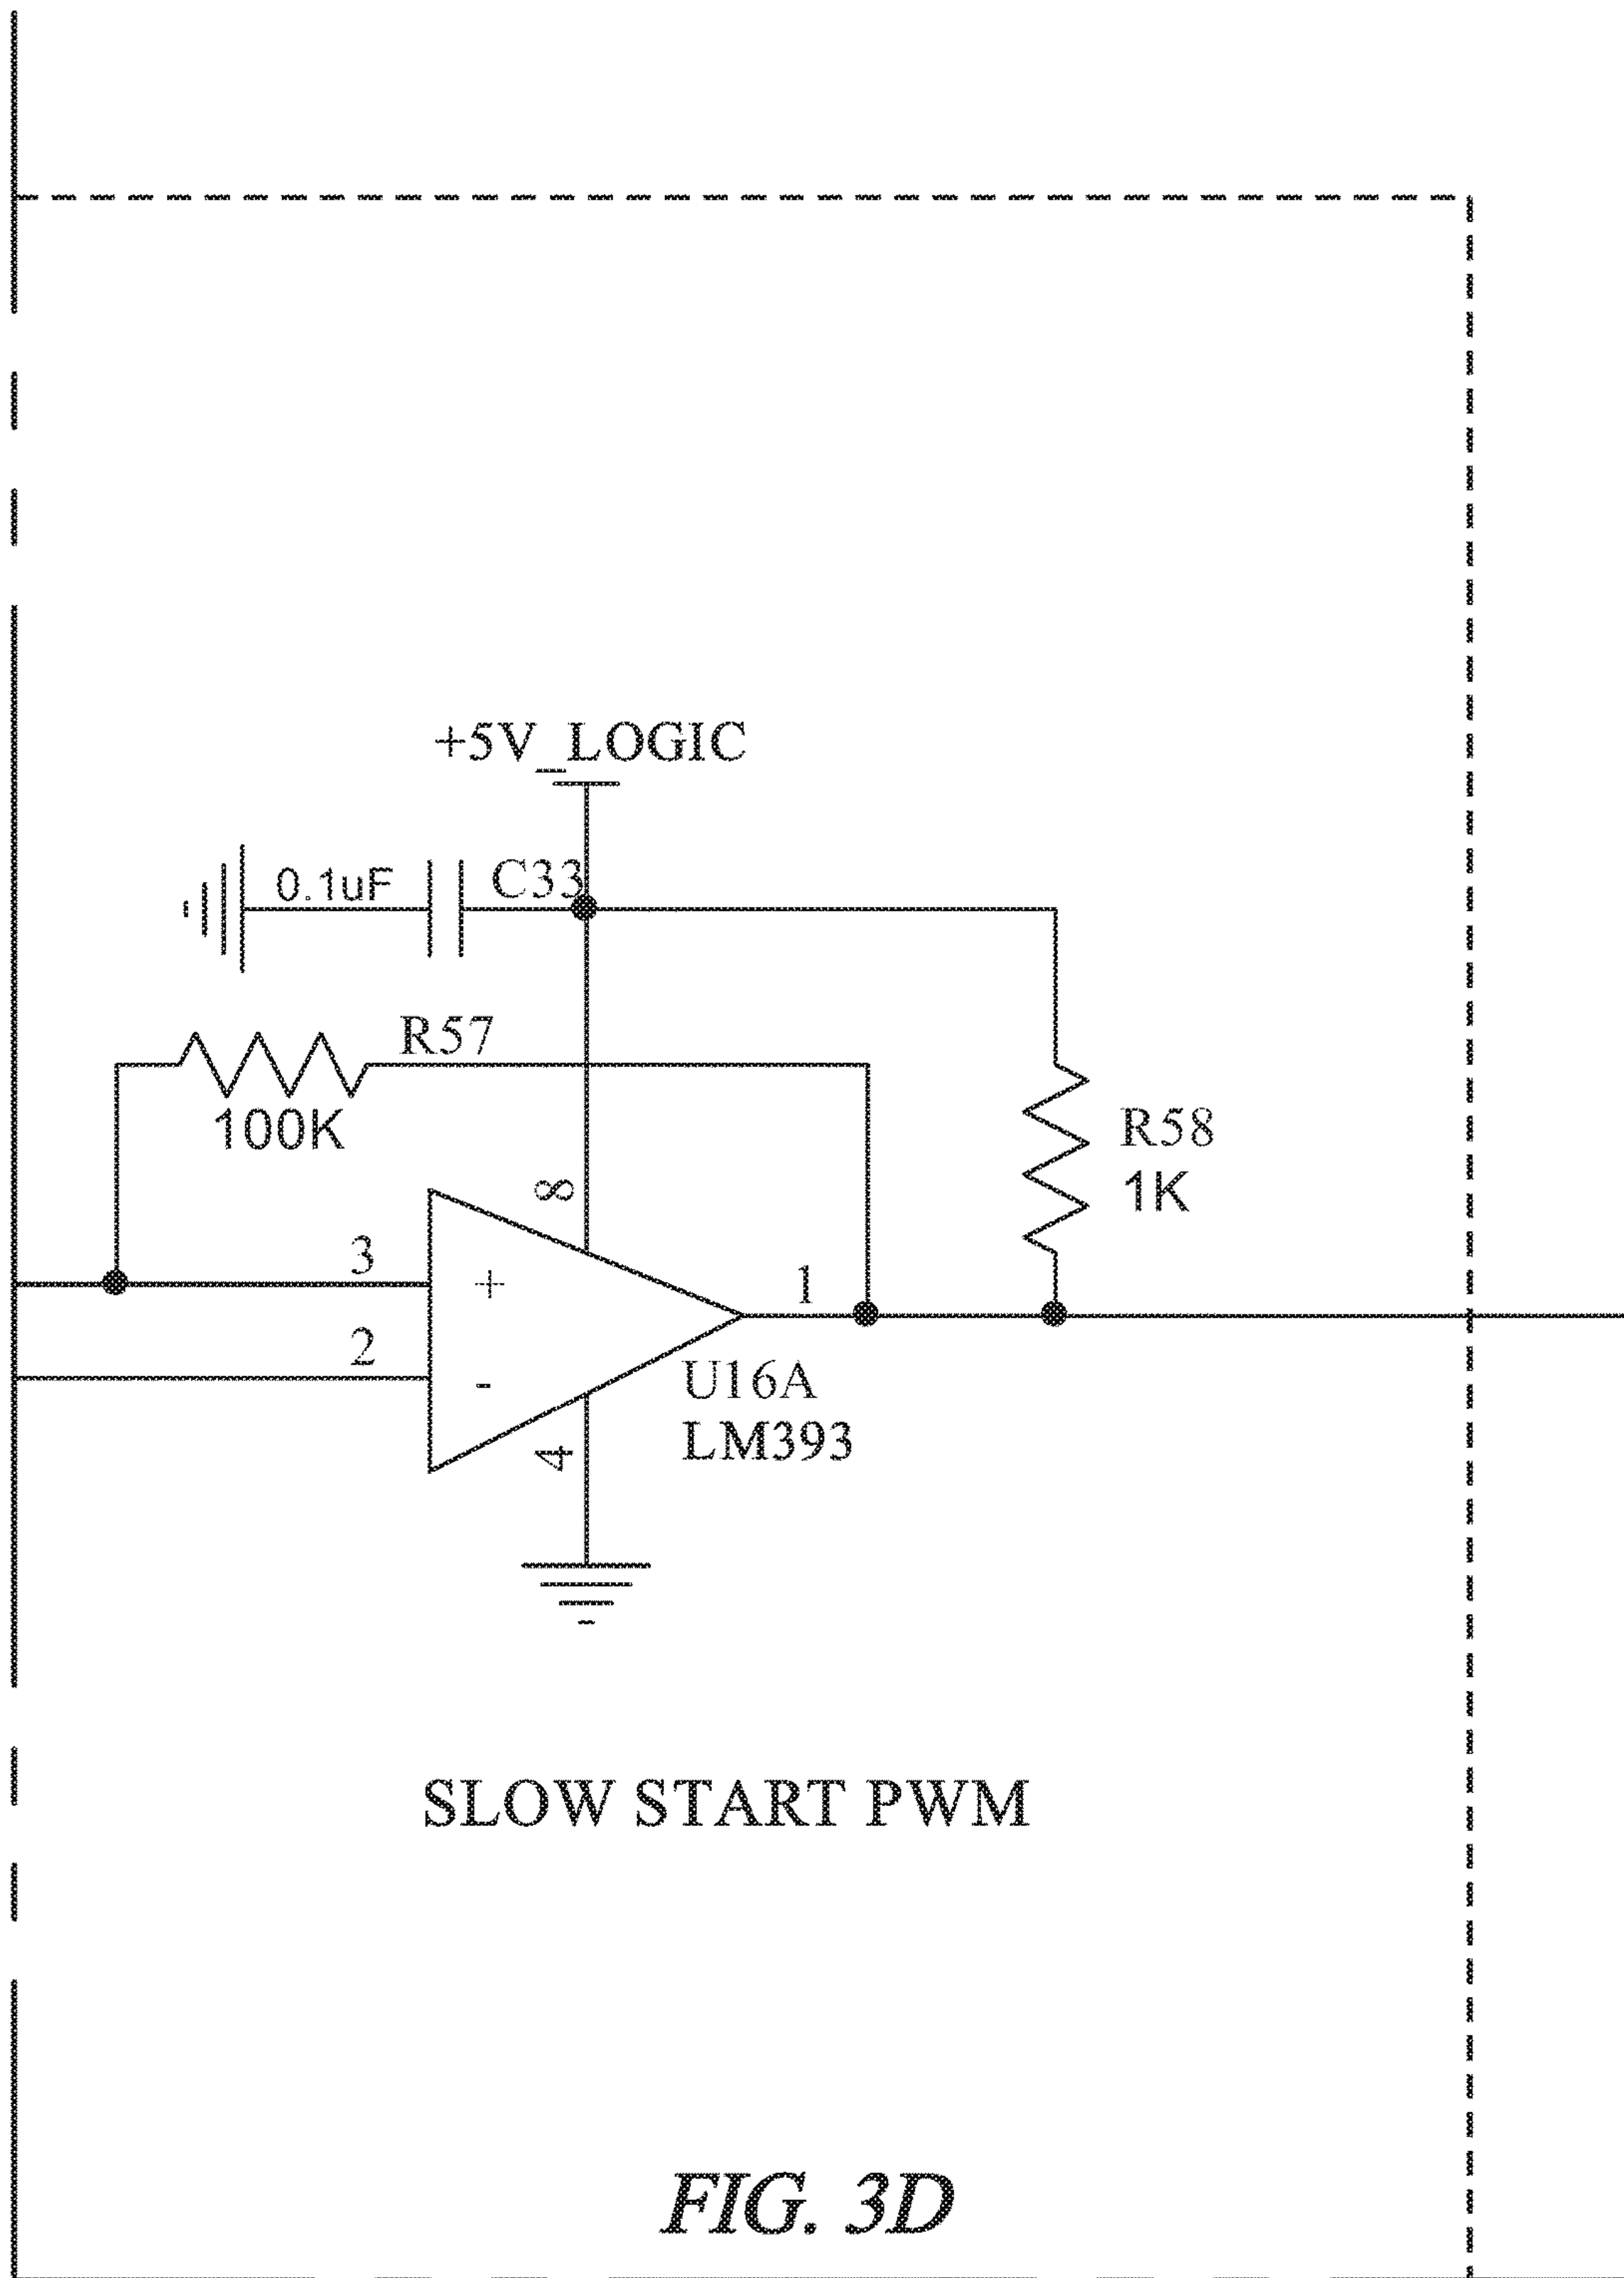 +5V_LOGIC
0.1uF
C33
R57
100K
R58
1K
8
3
+
1
2
-
U16A
LM393
4
SLOW START PWM
FIG. 3D